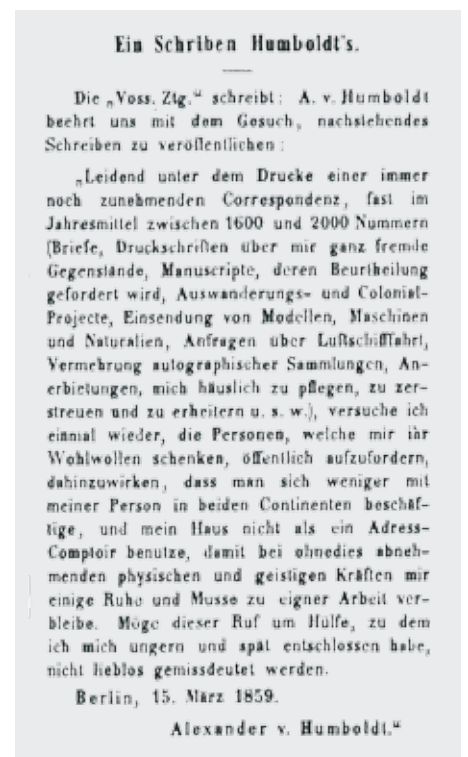 Ein Schriben Humboldt's.
Die „Voss. Ztg.“ schreibt: A. v. Humboldt
beehrt uns mit dem Gesuch, nachstehendes
Schreiben zu veröffentlichen:
„Leidend unter dem Drucke einer immer
noch zunehmenden Correspondenz, fast im
Jahresmittel zwischen 1600 und 2000 Nummern
(Briefe, Druckschriften über mir ganz fremde
Gegenstände, Manuscripte, deren Beurtheilung
gefordert wird, Auswanderungs- und Colonial-
Projecte, Einsendung von Modellen, Maschinen
und Naturalien, Anfragen über Luftschifffahrt,
Vermehrung autographischer Sammlungen, An-
erbietungen, mich häuslich zu pflegen, zu zer-
streuen und zu erheitern u. s. w.), versuche ich
einmal wieder, die Personen, welche mir ihr
Wohlwollen schenken, öffentlich aufzufordern,
dahinzuwirken, dass man sich weniger mit
meiner Person in beiden Continenten beschäf-
tige, und mein Haus nicht als ein Adress-
Comptoir benutze, damit bei ohnedies abneh-
menden physischen und geistigen Kräften mir
einige Ruhe und Musse zu eigner Arbeit ver-
bleibe. Möge dieser Ruf um Hülfe, zu dem
ich mich ungern und spät entschlossen habe,
nicht lieblos gemissdeutet werden.
Berlin, 15. März 1859.
Alexander v. Humboldt.“